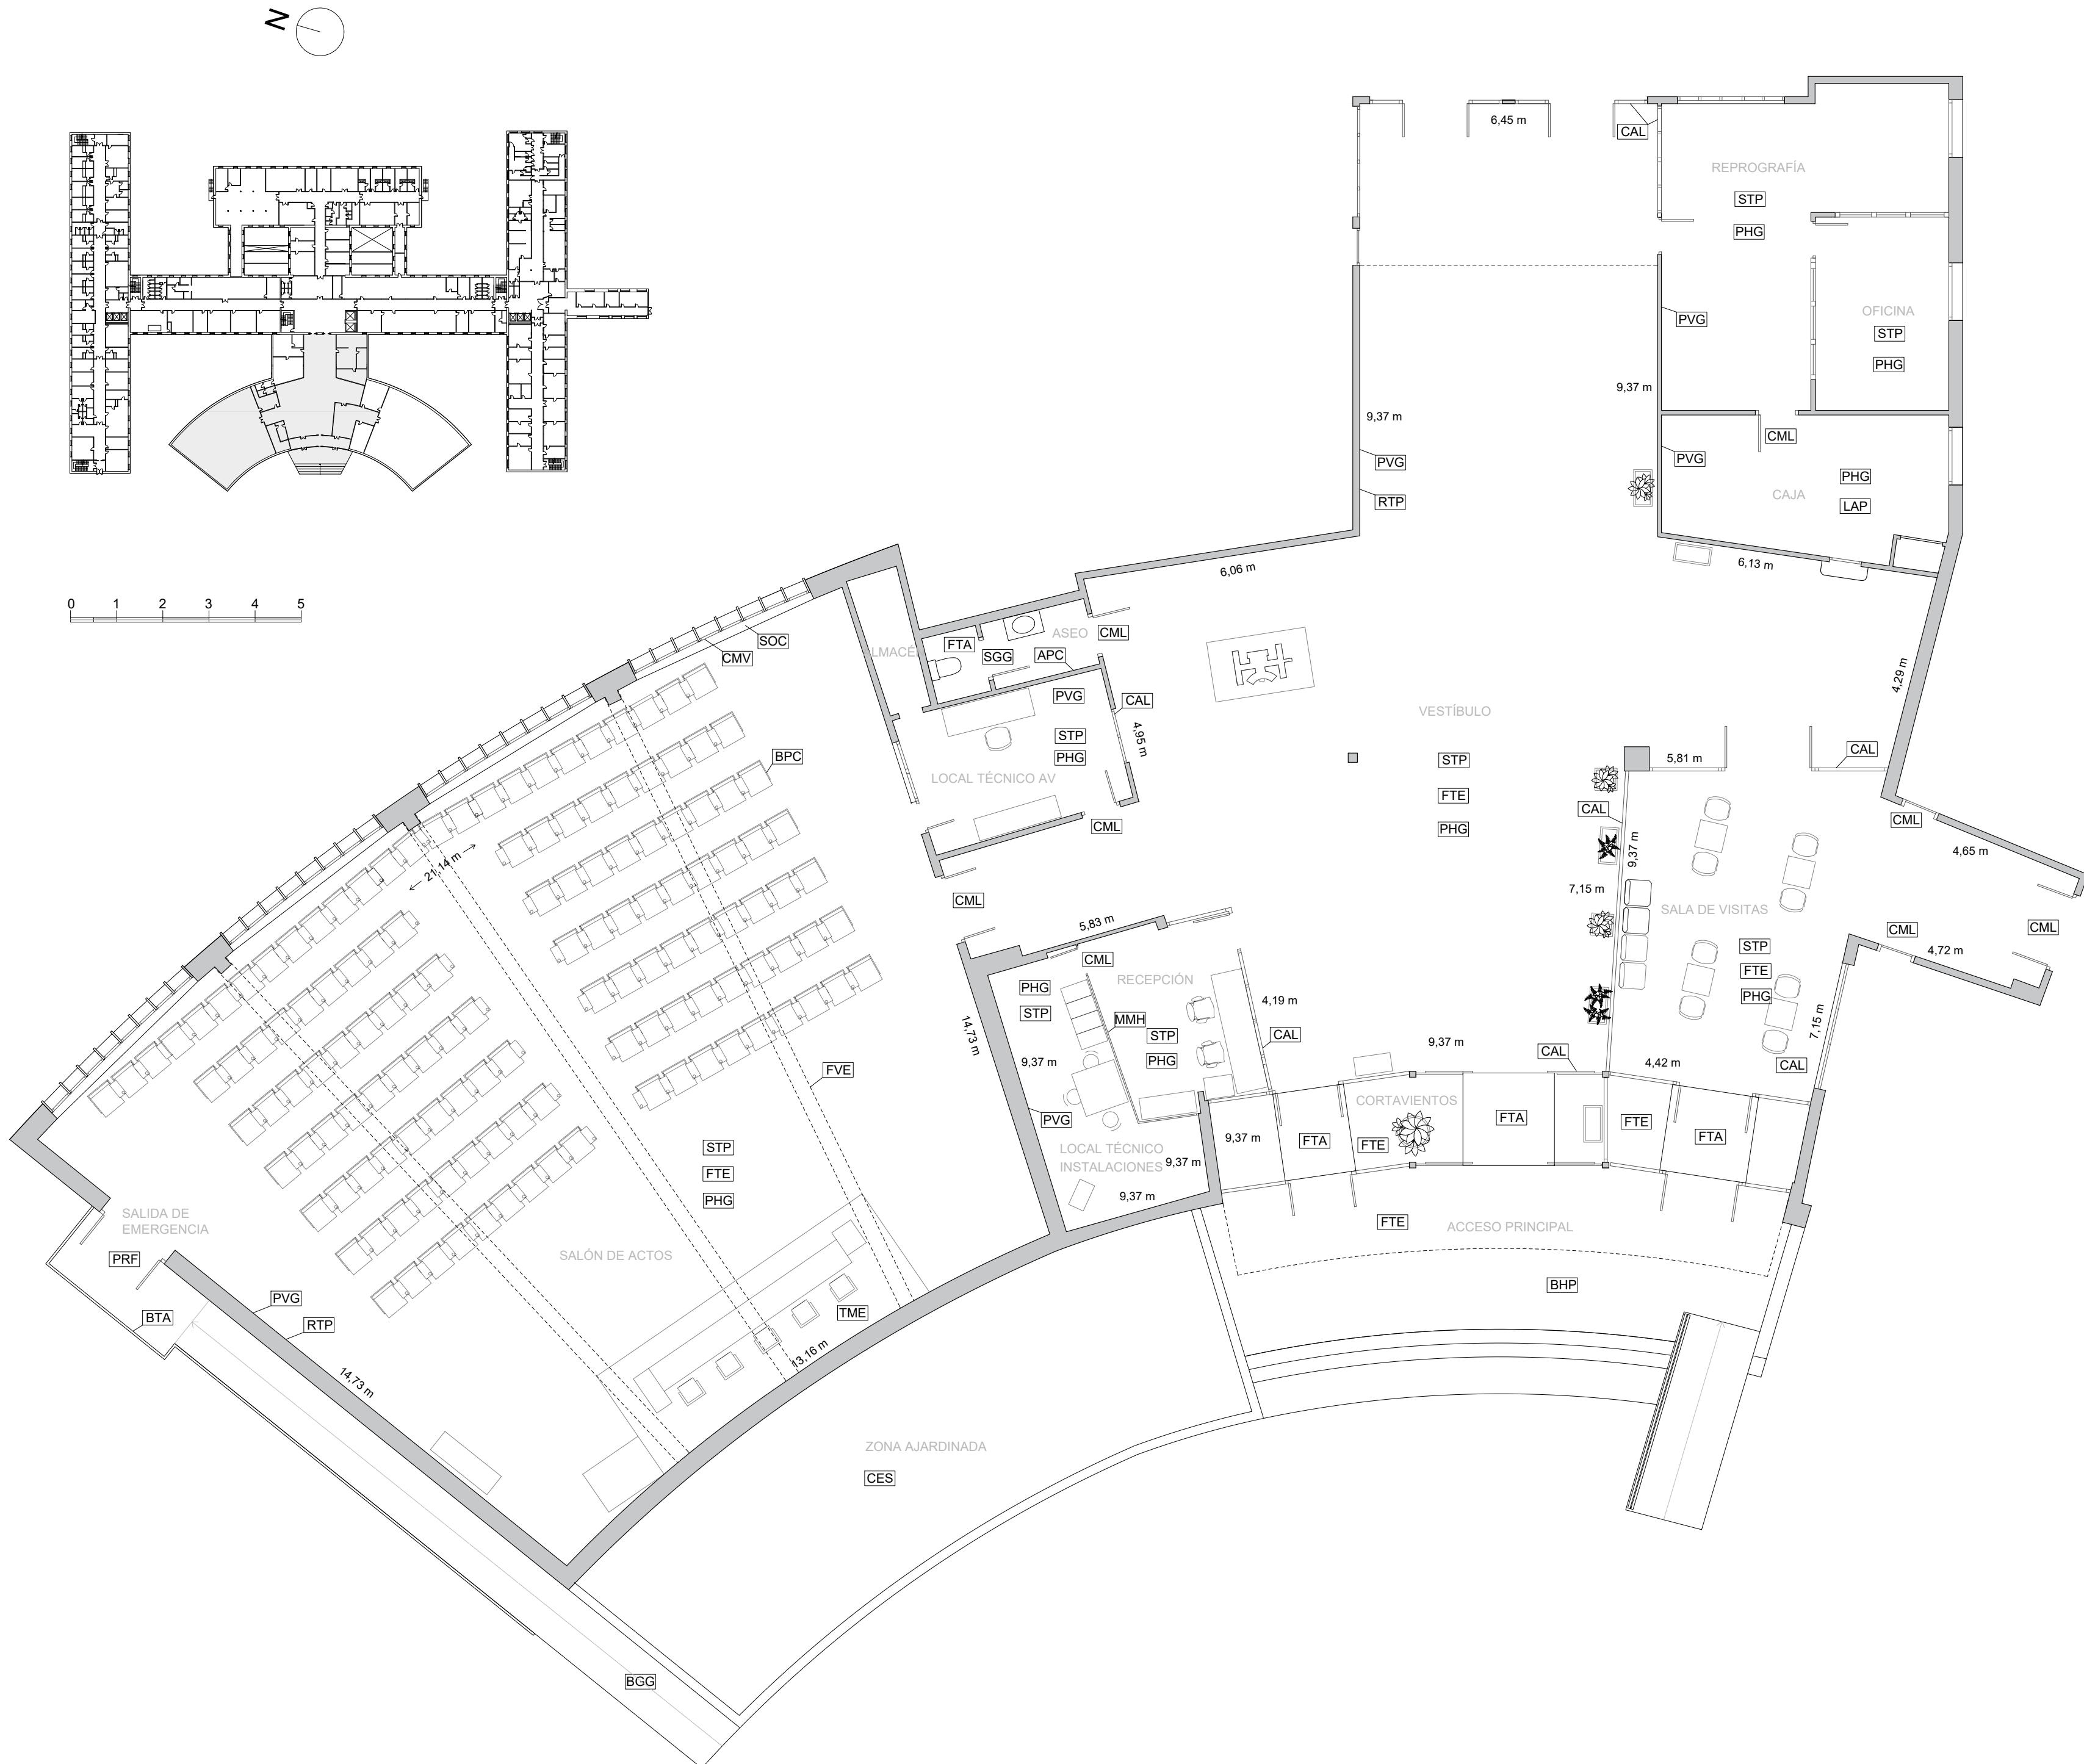 N
6,45 m
CAL
REPROGRAFÍA
STP
PHG
PVG
OFICINA
STP
PHG
9,37 m
9,37 m
CML
PVG
PVG
PHG
CAJA
RTP
LAP
6,06 m
6,13 m
0 1 2 3 4 5
SOC
CMV
ALMACÉN
FTA
SGG
ASEO
CML
APC
PVG
CAL
4,95 m
STP
PHG
BPC
LOCAL TÉCNICO AV
CML
4,29 m
VESTÍBULO
STP
FTE
PHG
5,81 m
CAL
CAL
9,37 m
7,15 m
CML
4,65 m
21,14 m
SALA DE VISITAS
STP
FTE
PHG
CML
CML
4,72 m
CML
5,83 m
CML
RECEPCIÓN
PHG
STP
MMH
STP
PHG
4,19 m
CAL
14,73 m
9,37 m
PVG
7,15 m
9,37 m
CAL
4,42 m
CAL
FVE
CORTAVIENTOS
FTA
FTE
FTA
FTA
FTE
9,37 m
LOCAL TÉCNICO
INSTALACIONES
9,37 m
9,37 m
STP
FTE
PHG
SALIDA DE
EMERGENCIA
PRF
BTA
PVG
RTP
SALÓN DE ACTOS
TME
13,16 m
14,73 m
FTE
ACCESO PRINCIPAL
BHP
ZONA AJARDINADA
CES
BGG